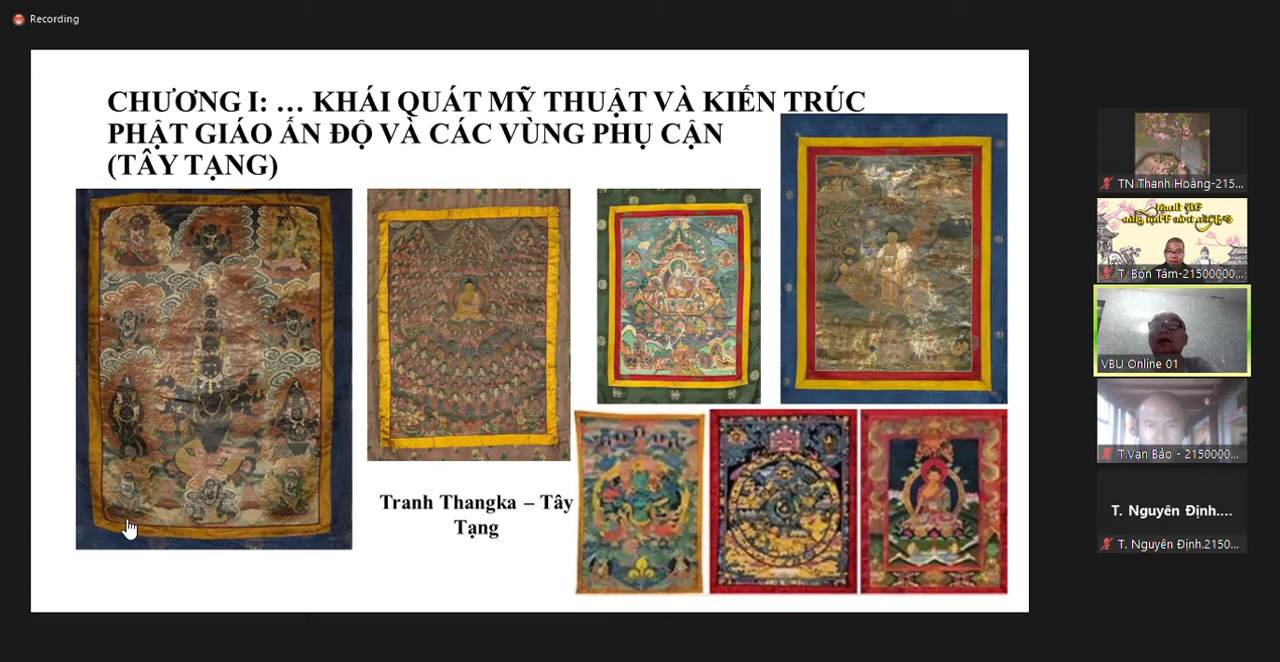 Recording
CHƯƠNG I: … KHÁI QUÁT MỸ THUẬT VÀ KIẾN TRÚC
PHẬT GIÁO ẤN ĐỘ VÀ CÁC VÙNG PHỤ CẬN
(TÂY TẠNG)
Tranh Thangka – Tây
Tạng
TN Thanh Hoàng-215...
T. Bổn Tâm-21500000...
VBU Online 01
T.Vạn Bảo - 2150000...
T. Nguyên Định....
T. Nguyên Định.2150...